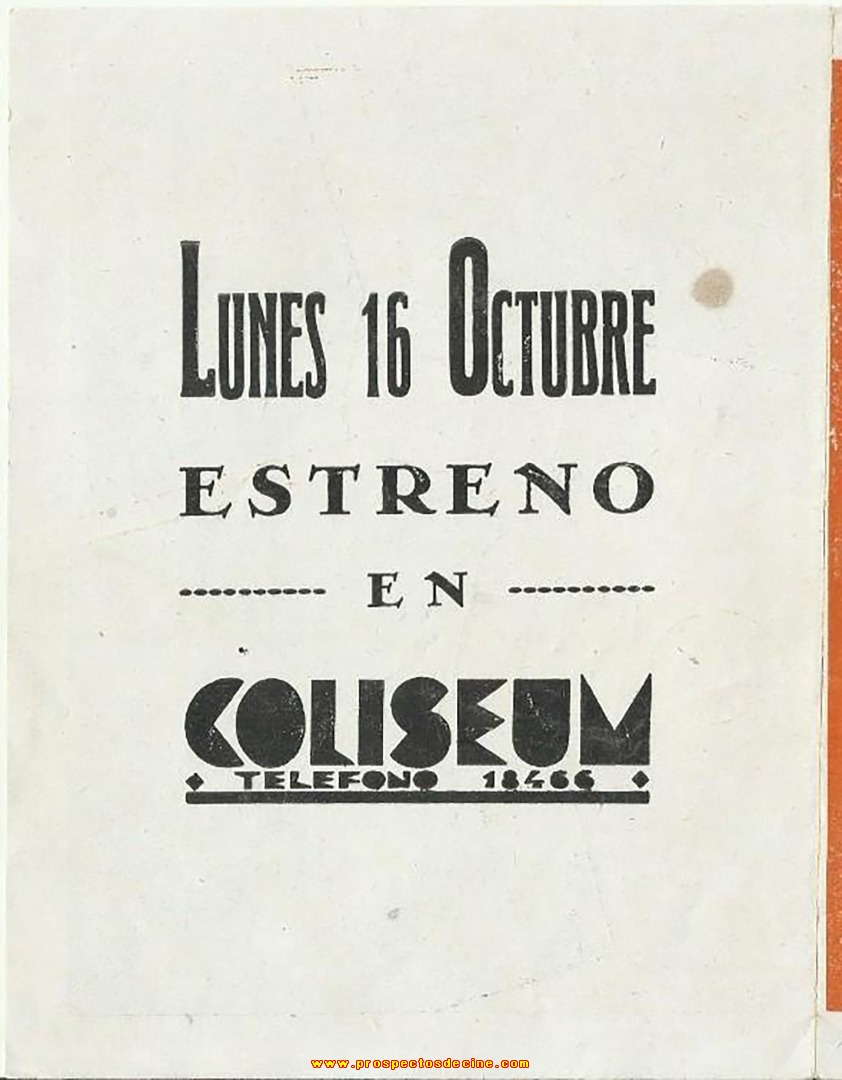 LUNES 16 OCTUBRE
ESTRENO
EN
COLISEUM
TELEFONO 18466
www.prospectosdecine.com